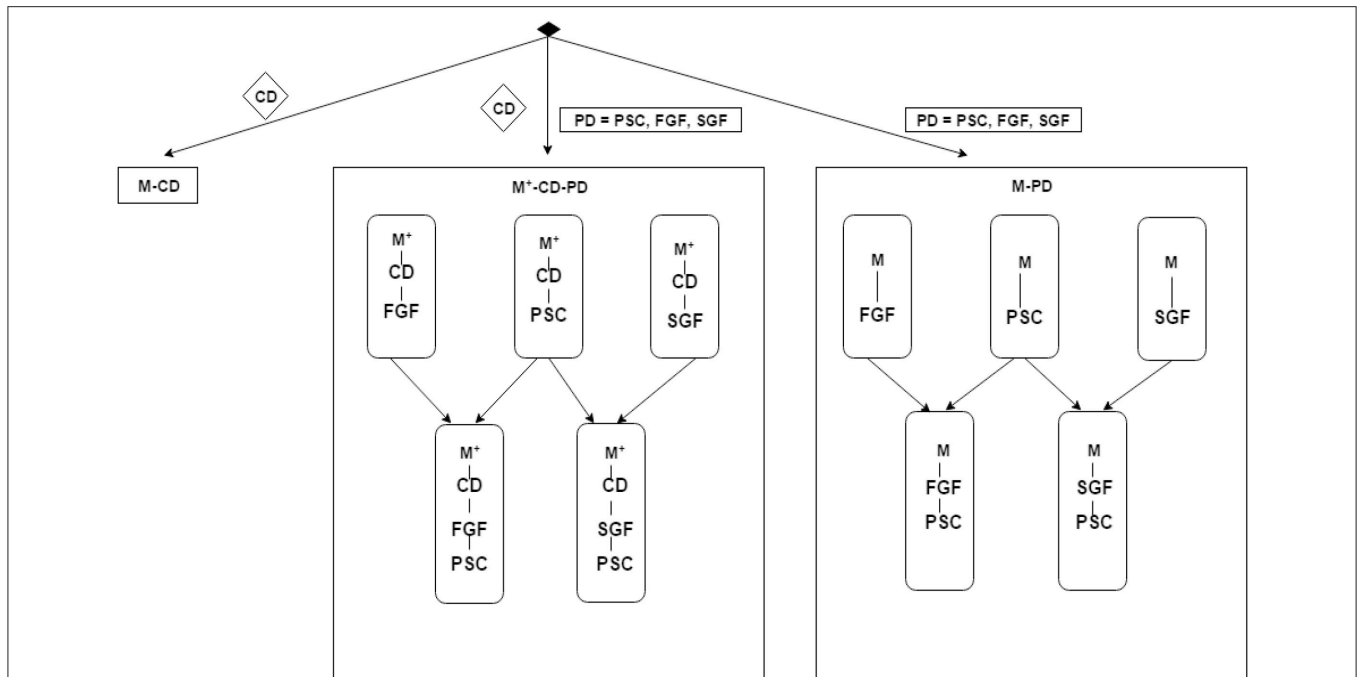 CD
CD
PD = PSC, FGF, SGF
PD = PSC, FGF, SGF
M-CD
M⁺-CD-PD
M⁺
CD
FGF
M⁺
CD
PSC
M⁺
CD
SGF
M⁺
CD
FGF
PSC
M⁺
CD
SGF
PSC
M-PD
M
FGF
M
PSC
M
SGF
M
FGF
PSC
M
SGF
PSC